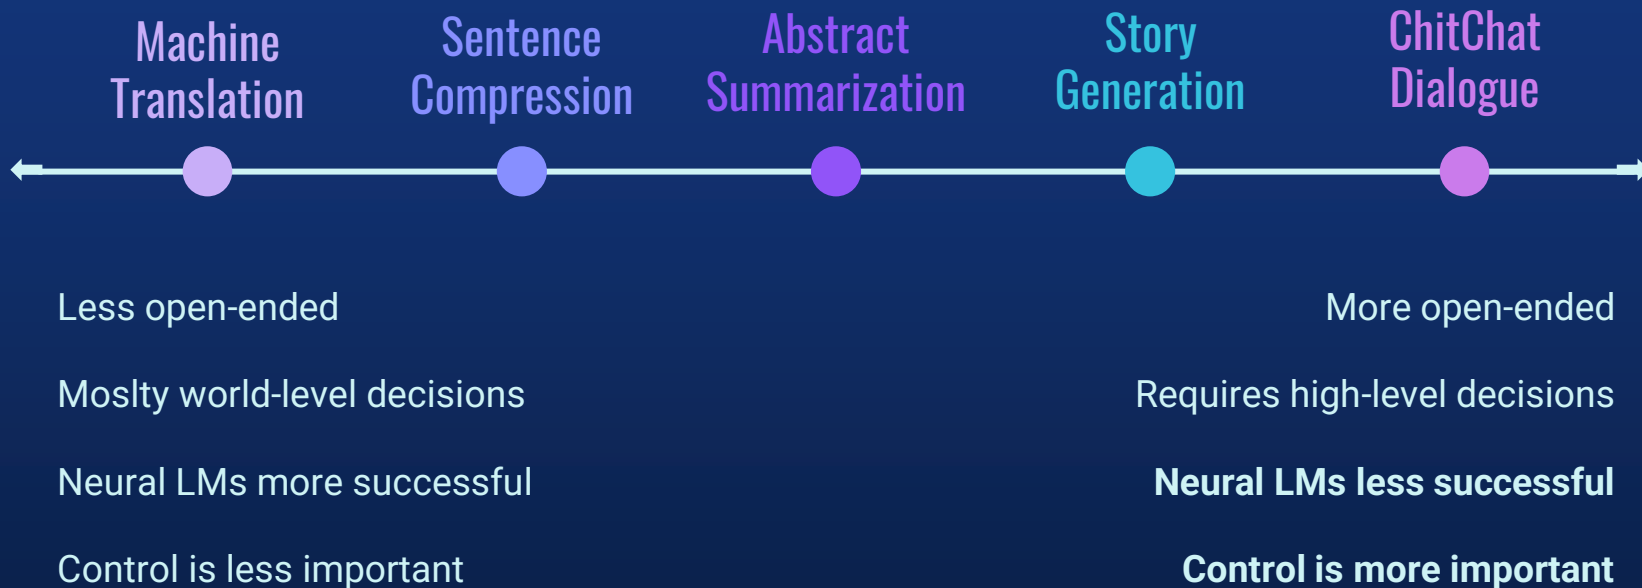 Machine
Translation
Sentence
Compression
Abstract
Summarization
Story
Generation
ChitChat
Dialogue
Less open-ended
More open-ended
Moslty world-level decisions
Requires high-level decisions
Neural LMs more successful
Neural LMs less successful
Control is less important
Control is more important